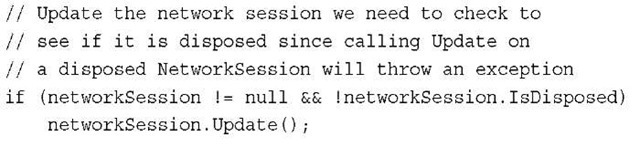 // Update the network session we need to check to
// see if it is disposed since calling Update on
// a disposed NetworkSession will throw an exception
if (networkSession != null && !networkSession.IsDisposed)
    networkSession.Update();